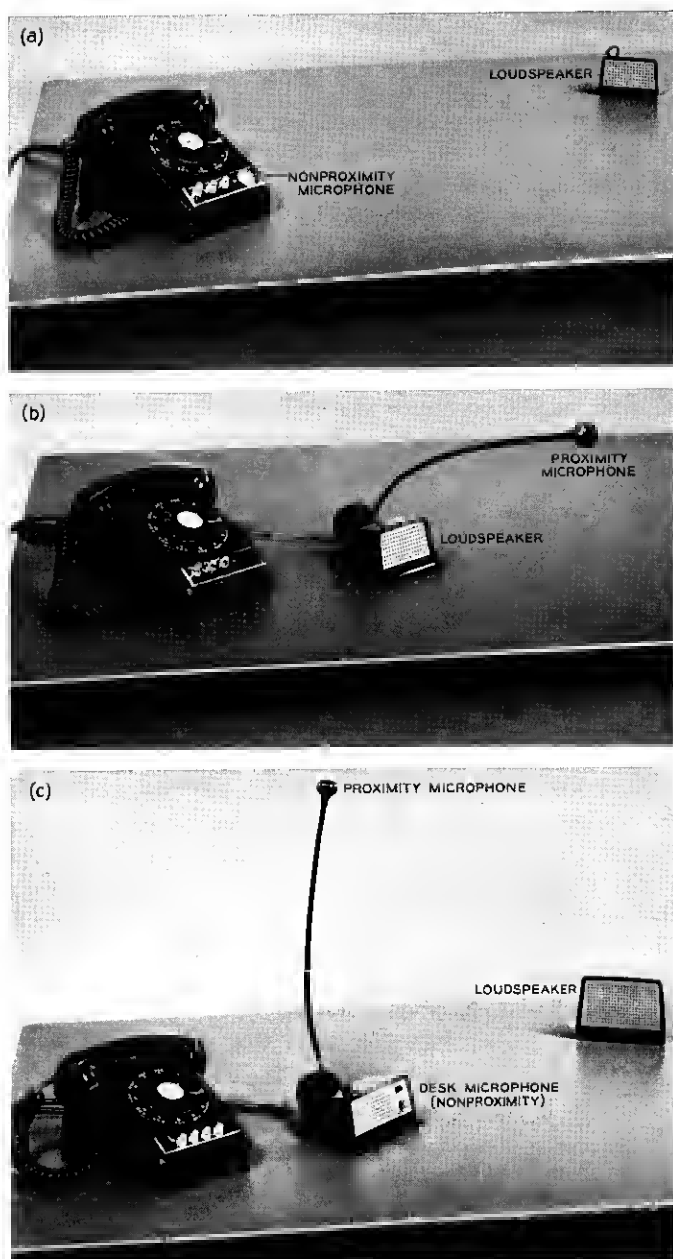 (a)
LOUDSPEAKER
NONPROXIMITY
MICROPHONE
(b)
PROXIMITY
MICROPHONE
LOUDSPEAKER
(c)
PROXIMITY MICROPHONE
LOUDSPEAKER
DESK MICROPHONE
(NONPROXIMITY)